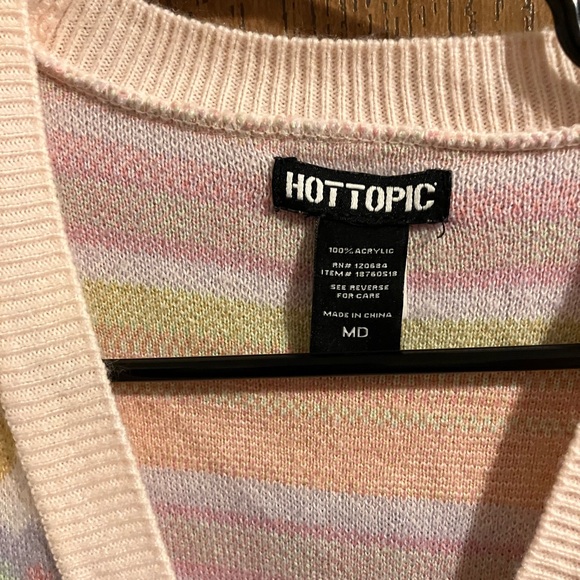 HOTTOPIC
100% ACRYLIC
RN# 120684
ITEM# 18760518
SEE REVERSE
FOR CARE
MADE IN CHINA
MD